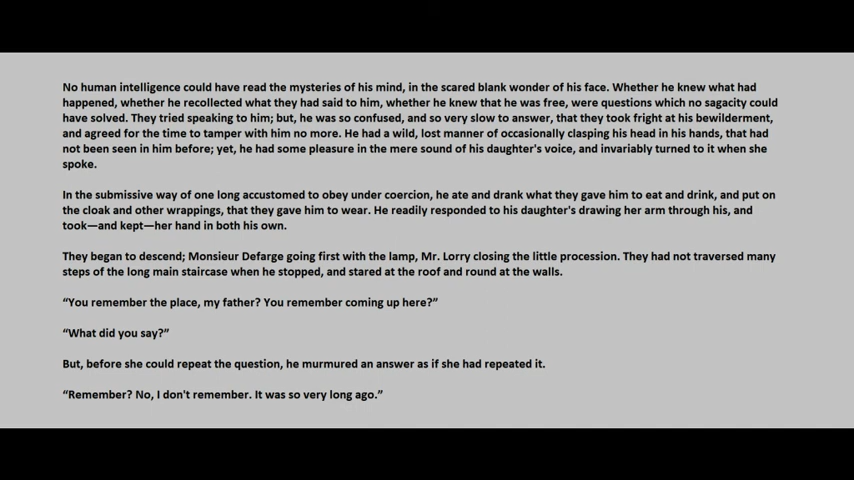 No human intelligence could have read the mysteries of his mind, in the scared blank wonder of his face. Whether he knew what had
happened, whether he recollected what they had said to him, whether he knew that he was free, were questions which no sagacity could
have solved. They tried speaking to him; but, he was so confused, and so very slow to answer, that they took fright at his bewilderment,
and agreed for the time to tamper with him no more. He had a wild, lost manner of occasionally clasping his head in his hands, that had
not been seen in him before; yet, he had some pleasure in the mere sound of his daughter's voice, and invariably turned to it when she
spoke.
In the submissive way of one long accustomed to obey under coercion, he ate and drank what they gave him to eat and drink, and put on
the cloak and other wrappings, that they gave him to wear. He readily responded to his daughter's drawing her arm through his, and
took—and kept—her hand in both his own.
They began to descend; Monsieur Defarge going first with the lamp, Mr. Lorry closing the little procession. They had not traversed many
steps of the long main staircase when he stopped, and stared at the roof and round at the walls.
“You remember the place, my father? You remember coming up here?”
“What did you say?”
But, before she could repeat the question, he murmured an answer as if she had repeated it.
“Remember? No, I don't remember. It was so very long ago.”